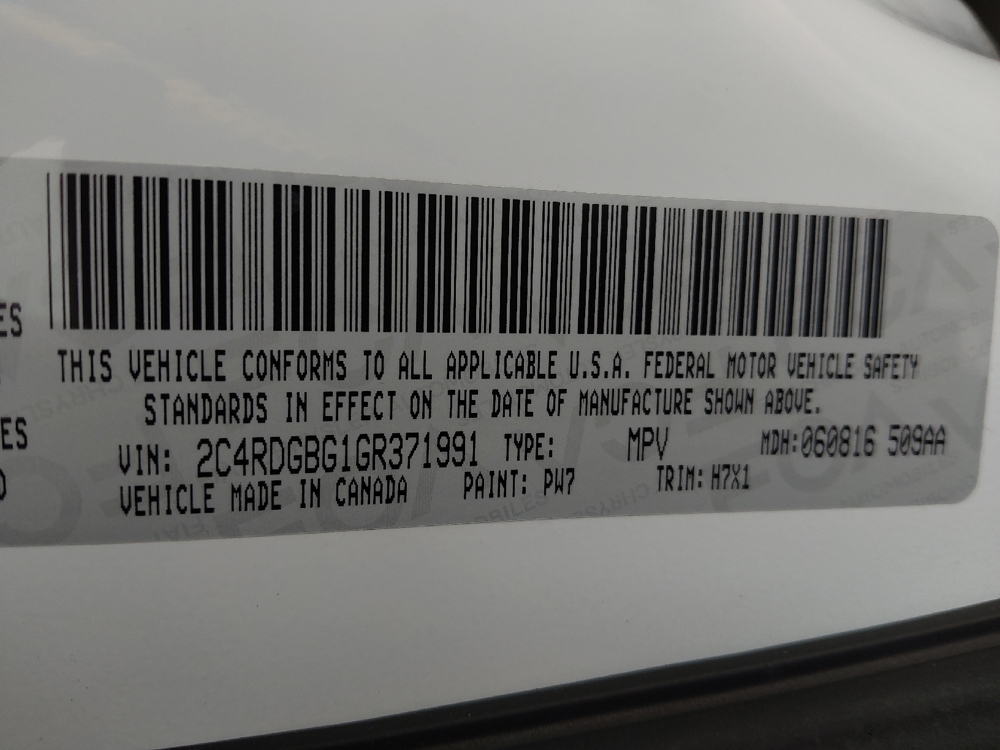 ES
THIS VEHICLE CONFORMS TO ALL APPLICABLE U.S.A. FEDERAL MOTOR VEHICLE SAFETY
STANDARDS IN EFFECT ON THE DATE OF MANUFACTURE SHOWN ABOVE.
ES
VIN: 2C4RDGBG1GR371991 TYPE: MPV MDH:060816 509AA
VEHICLE MADE IN CANADA PAINT: PW7 TRIM: H7X1